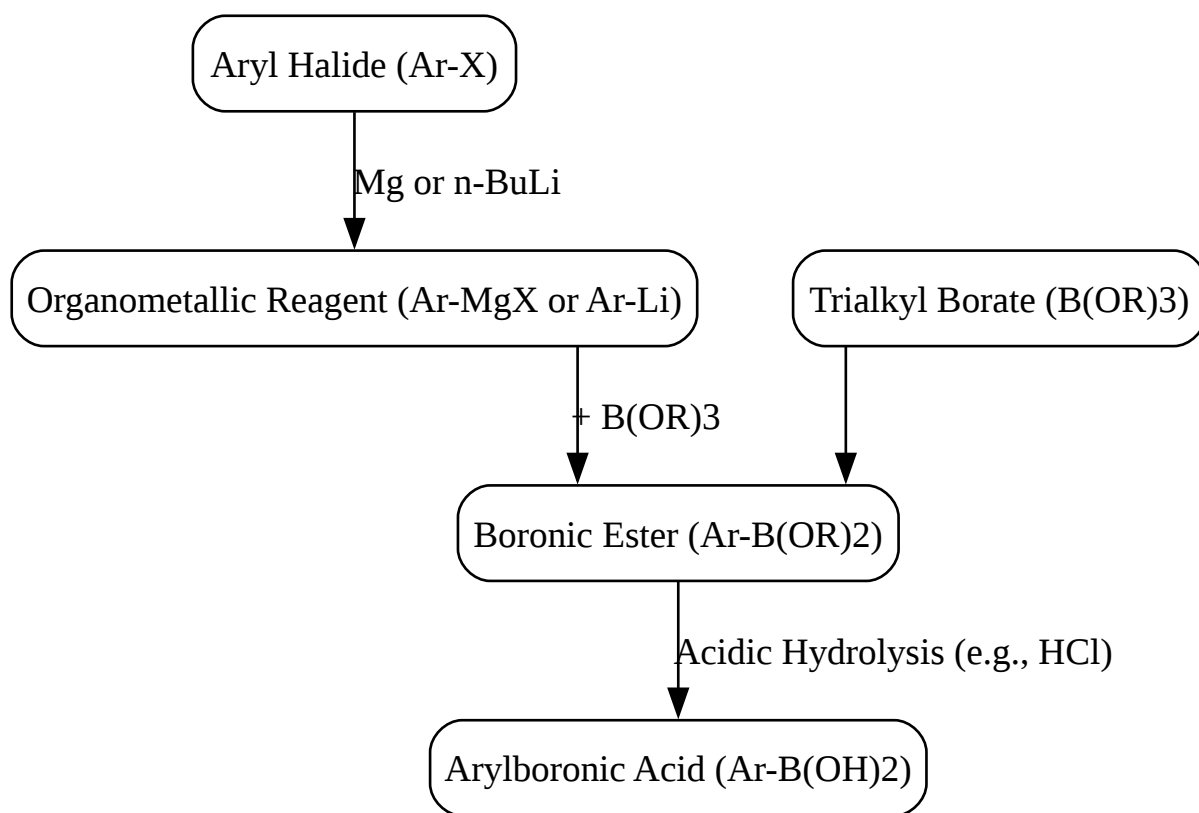 Aryl Halide (Ar-X)
Mg or n-BuLi
Organometallic Reagent (Ar-MgX or Ar-Li)
Trialkyl Borate (B(OR)3)
+ B(OR)3
Boronic Ester (Ar-B(OR)2)
Acidic Hydrolysis (e.g., HCl)
Arylboronic Acid (Ar-B(OH)2)